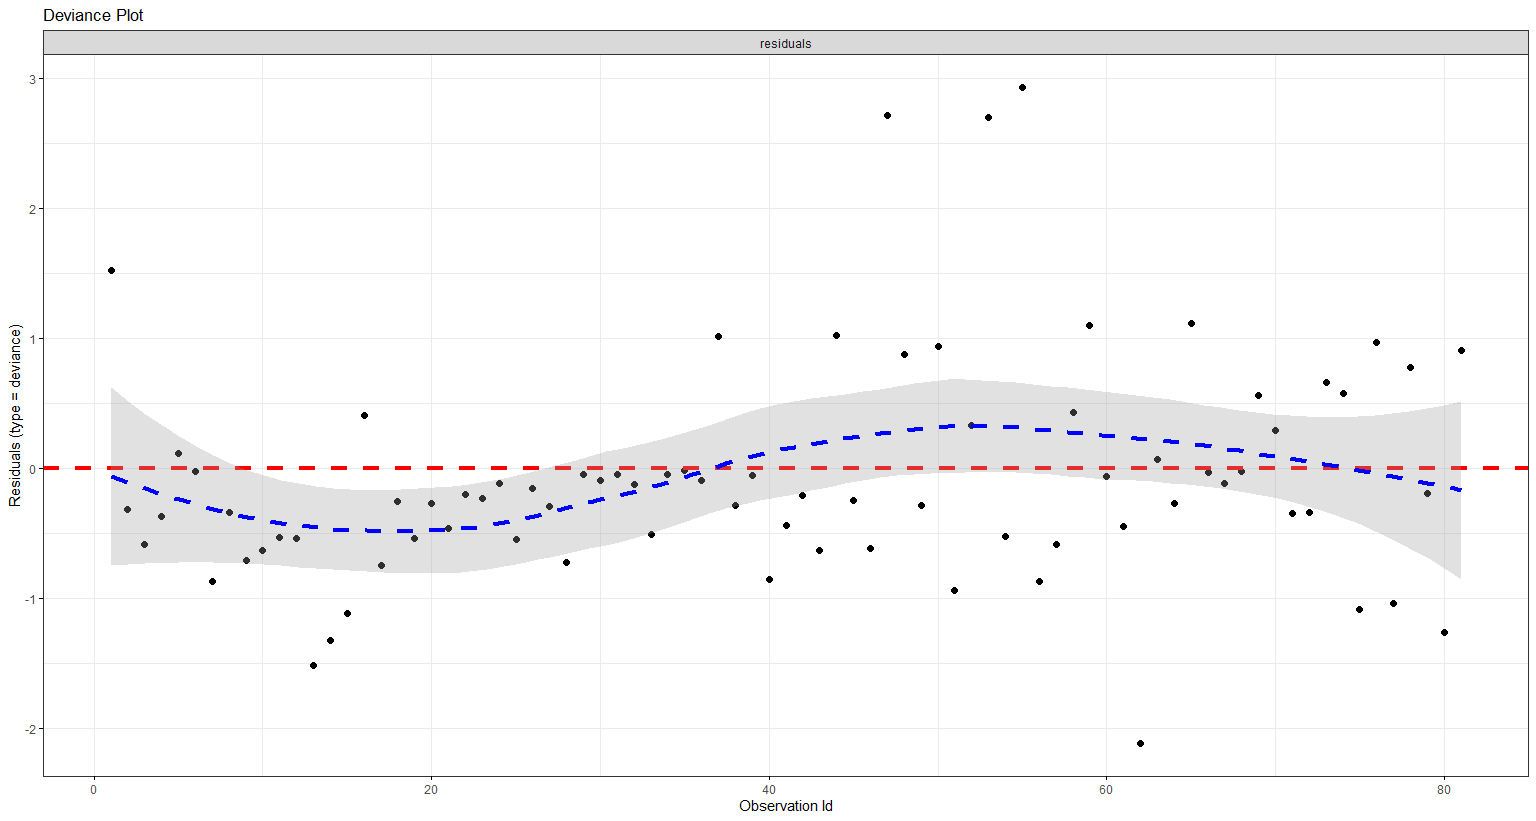 Deviance Plot
residuals
3
2
1
0
-1
-2
Residuals (type = deviance)
0 20 40 60 80
Observation Id